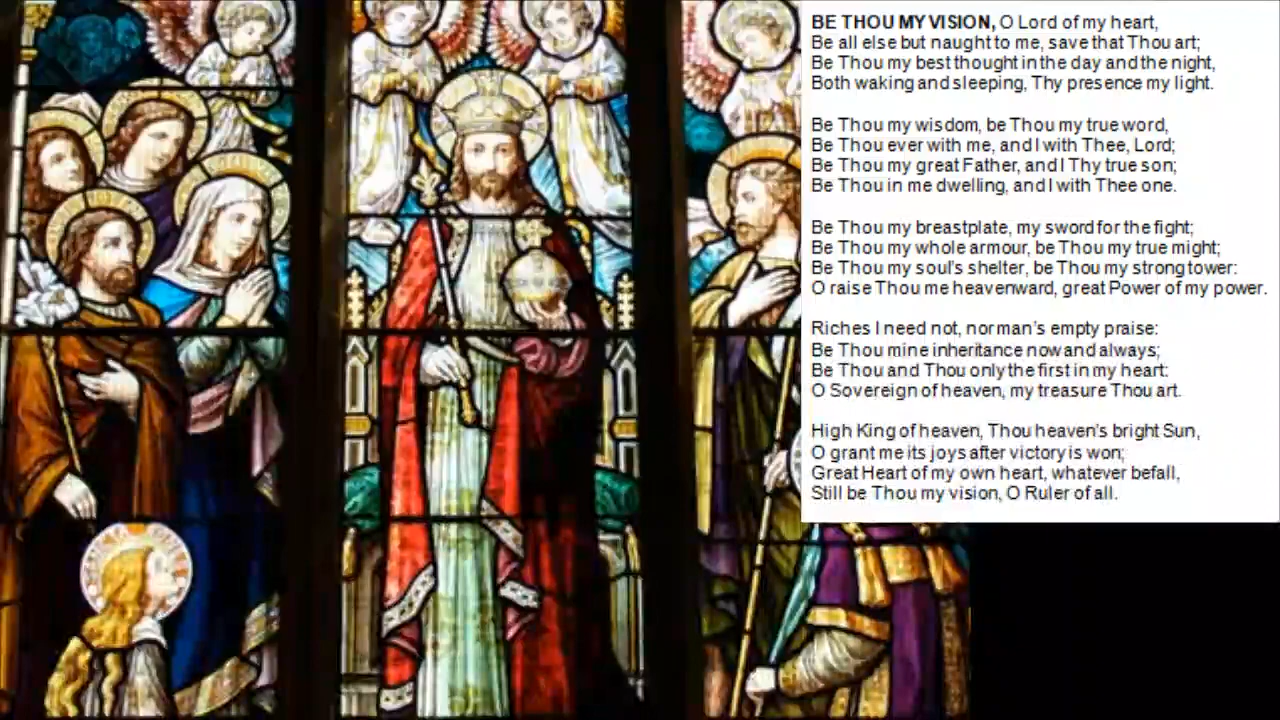 BE THOU MY VISION, O Lord of my heart,
Be all else but naught to me, save that Thou art;
Be Thou my best thought in the day and the night,
Both waking and sleeping, Thy presence my light.
Be Thou my wisdom, be Thou my true word,
Be Thou ever with me, and I with Thee, Lord;
Be Thou my great Father, and I Thy true son;
Be Thou in me dwelling, and I with Thee one.
Be Thou my breastplate, my sword for the fight;
Be Thou my whole armour, be Thou my true might;
Be Thou my soul's shelter, be Thou my strong tower:
O raise Thou me heavenward, great Power of my power.
Riches I need not, nor man's empty praise:
Be Thou mine inheritance now and always;
Be Thou and Thou only the first in my heart:
O Sovereign of heaven, my treasure Thou art.
High King of heaven, Thou heaven's bright Sun,
O grant me its joys after victory is won;
Great Heart of my own heart, whatever befall,
Still be Thou my vision, O Ruler of all.